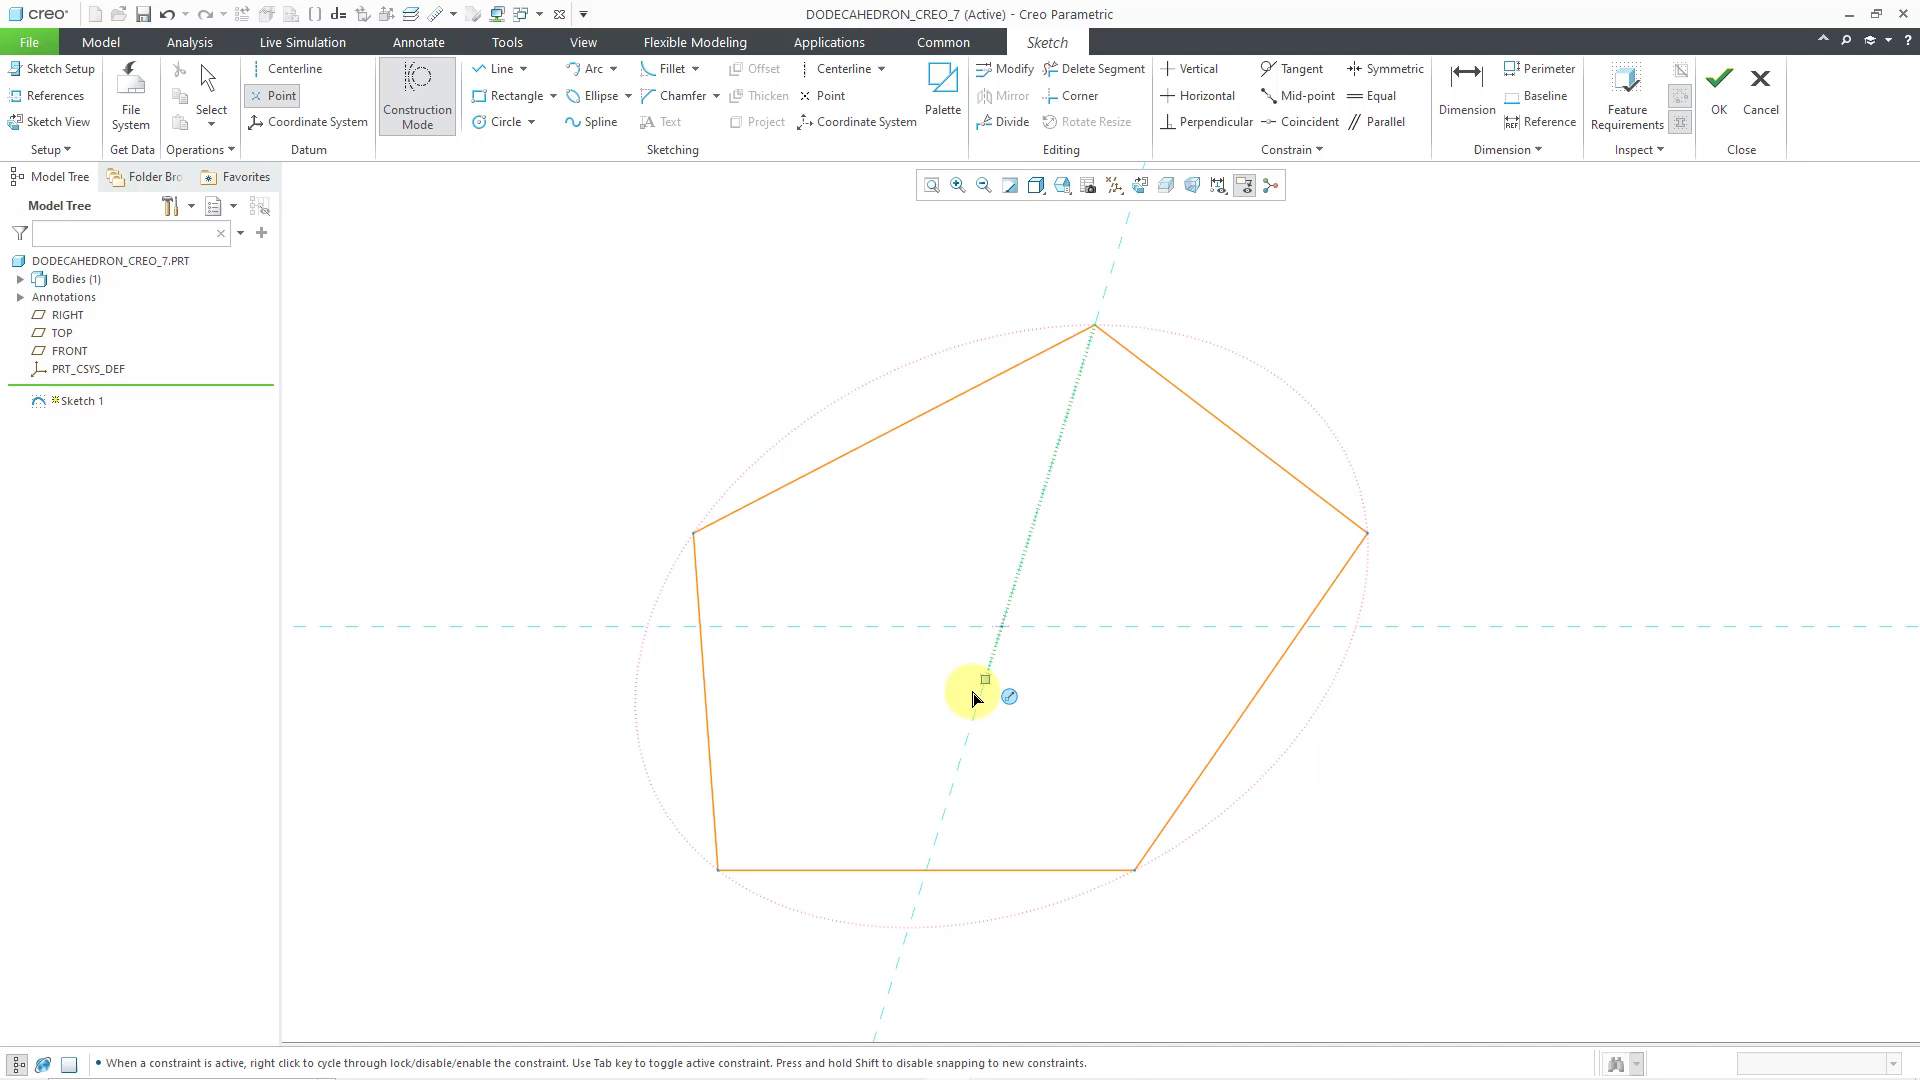 creo
d=
DODECAHEDRON_CREO_7 (Active) - Creo Parametric
File
Model
Analysis
Live Simulation
Annotate
Tools
View
Flexible Modeling
Applications
Common
Sketch
?
Sketch Setup
References
Sketch View
Setup
File System
Get Data
Select
Operations
Centerline
Point
Coordinate System
Datum
Construction Mode
Line
Rectangle
Circle
Arc
Ellipse
Spline
Fillet
Chamfer
Text
Offset
Thicken
Project
Centerline
Point
Coordinate System
Palette
Sketching
Modify
Mirror
Divide
Delete Segment
Corner
Rotate Resize
Editing
Vertical
Horizontal
Perpendicular
Tangent
Mid-point
Coincident
Symmetric
Equal
Parallel
Constrain
Dimension
Perimeter
Baseline
REF Reference
Dimension
Feature Requirements
Inspect
OK
Cancel
Close
Model Tree
Folder Bro
Favorites
Model Tree
DODECAHEDRON_CREO_7.PRT
Bodies (1)
Annotations
RIGHT
TOP
FRONT
PRT_CSYS_DEF
Sketch 1
• When a constraint is active, right click to cycle through lock/disable/enable the constraint. Use Tab key to toggle active constraint. Press and hold Shift to disable snapping to new constraints.